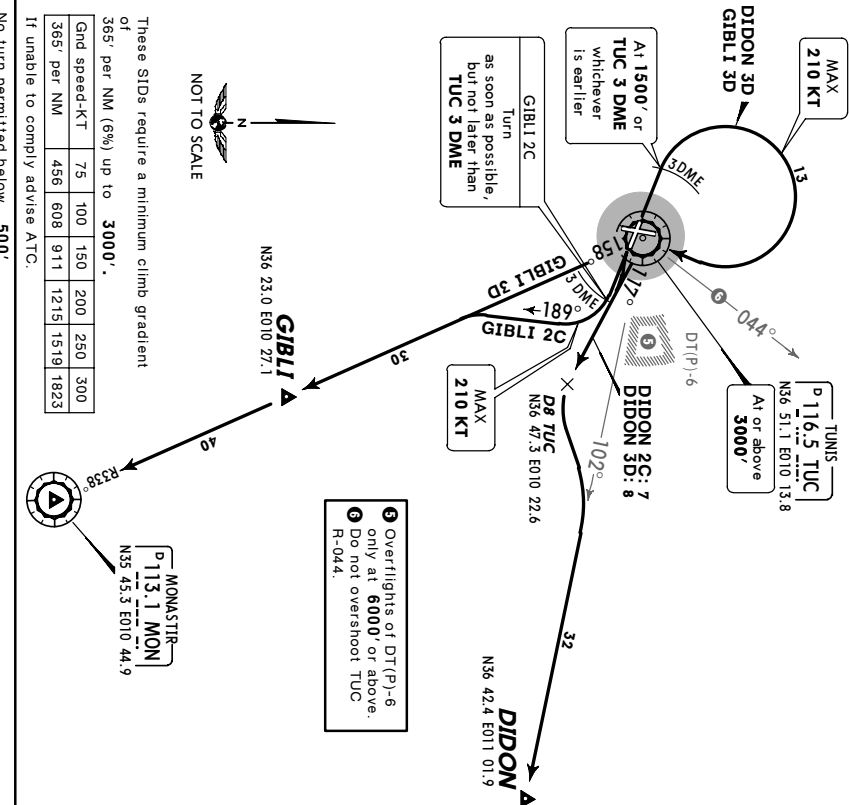 DIDON 3D
GIBLI 3D
MAX
210 KT
13
At 1500' or
TUC 3 DME
whichever
is earlier
3DME
GIBLI 2C
Turn
as soon as possible,
but not later than
TUC 3 DME
158°
117°
3 DME
GIBLI 3D
189°
GIBLI 2C
MAX
210 KT
6
044°
DT(P)-6
5
TUNIS
D 116.5 TUC
N36 51.1 E010 13.8
At or above
3000'
DIDON 2C: 7
DIDON 3D: 8
D8 TUC
N36 47.3 E010 22.6
102°
32
DIDON
N36 42.4 E011 01.9
30
GIBLI
N36 23.0 E010 27.1
40
R338°
MONASTIR
D 113.1 MON
N35 45.3 E010 44.9
5 Overflights of DT(P)-6
only at 6000' or above.
6 Do not overshoot TUC
R-044.
N
NOT TO SCALE
These SIDs require a minimum climb gradient
of
365' per NM (6%) up to 3000'.
Gnd speed-KT 75 100 150 200 250 300
365' per NM 456 608 911 1215 1519 1823
If unable to comply advise ATC.
No turn permitted below 500'